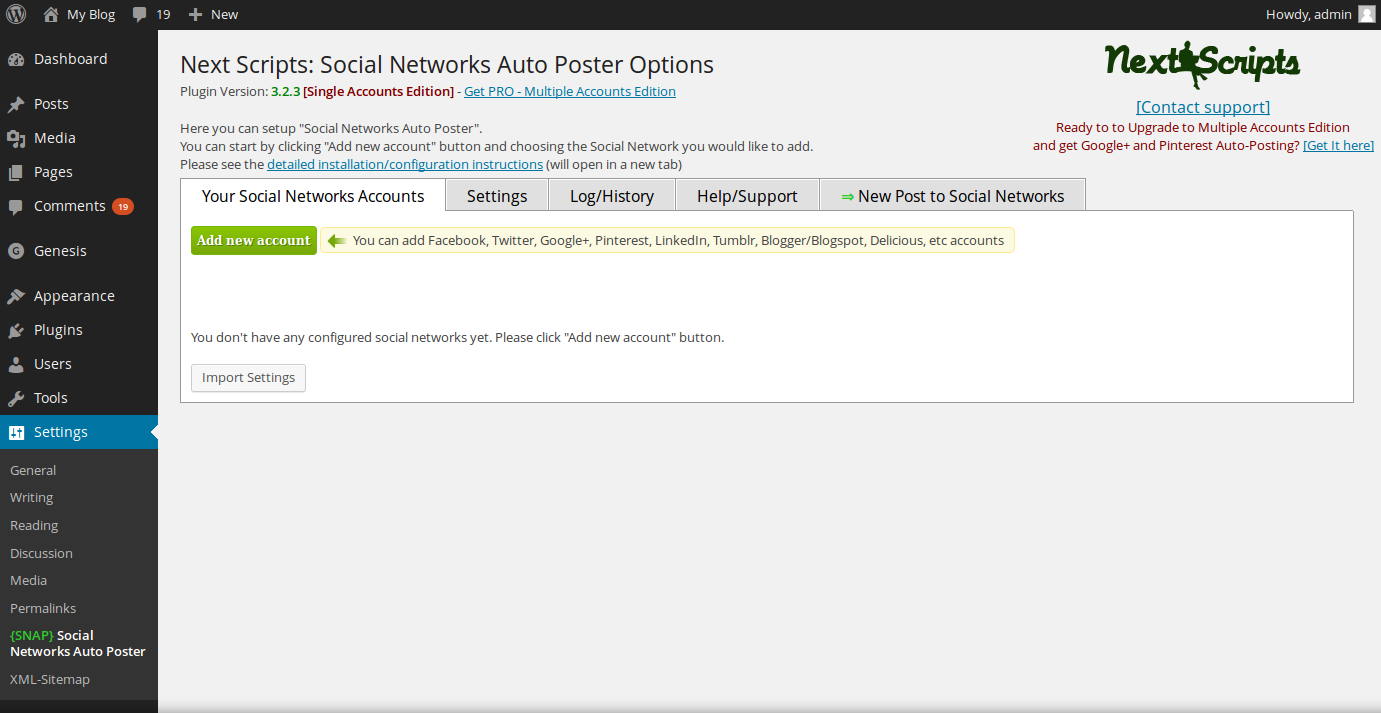 My Blog 19 New Howdy, admin
Dashboard
Posts
Media
Pages
Comments 19
Genesis
G
Appearance
Plugins
Users
Tools
Settings
General
Writing
Reading
Discussion
Media
Permalinks
{SNAP} Social
Networks Auto Poster
XML-Sitemap
Next Scripts: Social Networks Auto Poster Options
Plugin Version: 3.2.3 [Single Accounts Edition] - Get PRO - Multiple Accounts Edition
NextScripts
[Contact support]
Ready to to Upgrade to Multiple Accounts Edition
and get Google+ and Pinterest Auto-Posting? [Get It here]
Here you can setup "Social Networks Auto Poster".
You can start by clicking "Add new account" button and choosing the Social Network you would like to add.
Please see the detailed installation/configuration instructions (will open in a new tab)
Your Social Networks Accounts Settings Log/History Help/Support ⇒ New Post to Social Networks
Add new account You can add Facebook, Twitter, Google+, Pinterest, LinkedIn, Tumblr, Blogger/Blogspot, Delicious, etc accounts
You don't have any configured social networks yet. Please click "Add new account" button.
Import Settings